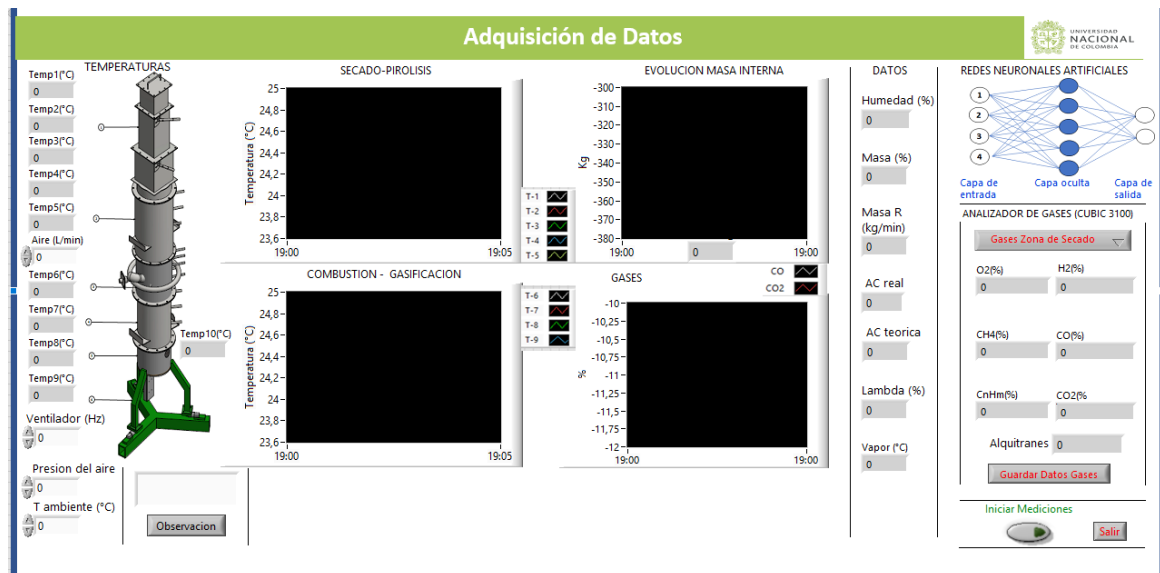 Adquisición de Datos
UNIVERSIDAD
NACIONAL
DE COLOMBIA
TEMPERATURAS
Temp1(°C)
0
Temp2(°C)
0
Temp3(°C)
0
Temp4(°C)
0
Temp5(°C)
0
Aire (L/min)
0
Temp6(°C)
0
Temp7(°C)
0
Temp8(°C)
0
Temp9(°C)
0
Temp10(°C)
0
Ventilador (Hz)
0
Presion del aire
0
T ambiente (°C)
0
Observacion
SECADO-PIROLISIS
Temperatura (°C)
25
24,8
24,6
24,4
24,2
24
23,8
23,6
19:00
19:05
T-1
T-2
T-3
T-4
T-5
COMBUSTION - GASIFICACION
Temperatura (°C)
25
24,8
24,6
24,4
24,2
24
23,8
23,6
19:00
19:05
T-6
T-7
T-8
T-9
EVOLUCION MASA INTERNA
Kg
-300
-310
-320
-330
-340
-350
-360
-370
-380
19:00
0
19:00
GASES
CO
CO2
%
-10
-10,25
-10,5
-10,75
-11
-11,25
-11,5
-11,75
-12
19:00
19:00
DATOS
Humedad (%)
0
Masa (%)
0
Masa R
(kg/min)
0
AC real
0
AC teorica
0
Lambda (%)
0
Vapor (°C)
0
REDES NEURONALES ARTIFICIALES
1
2
3
4
Capa de
entrada
Capa oculta
Capa de
salida
ANALIZADOR DE GASES (CUBIC 3100)
Gases Zona de Secado
O2(%)
H2(%)
0
0
CH4(%)
CO(%)
0
0
CnHm(%)
CO2(%
0
0
Alquitranes 0
Guardar Datos Gases
Iniciar Mediciones
Salir